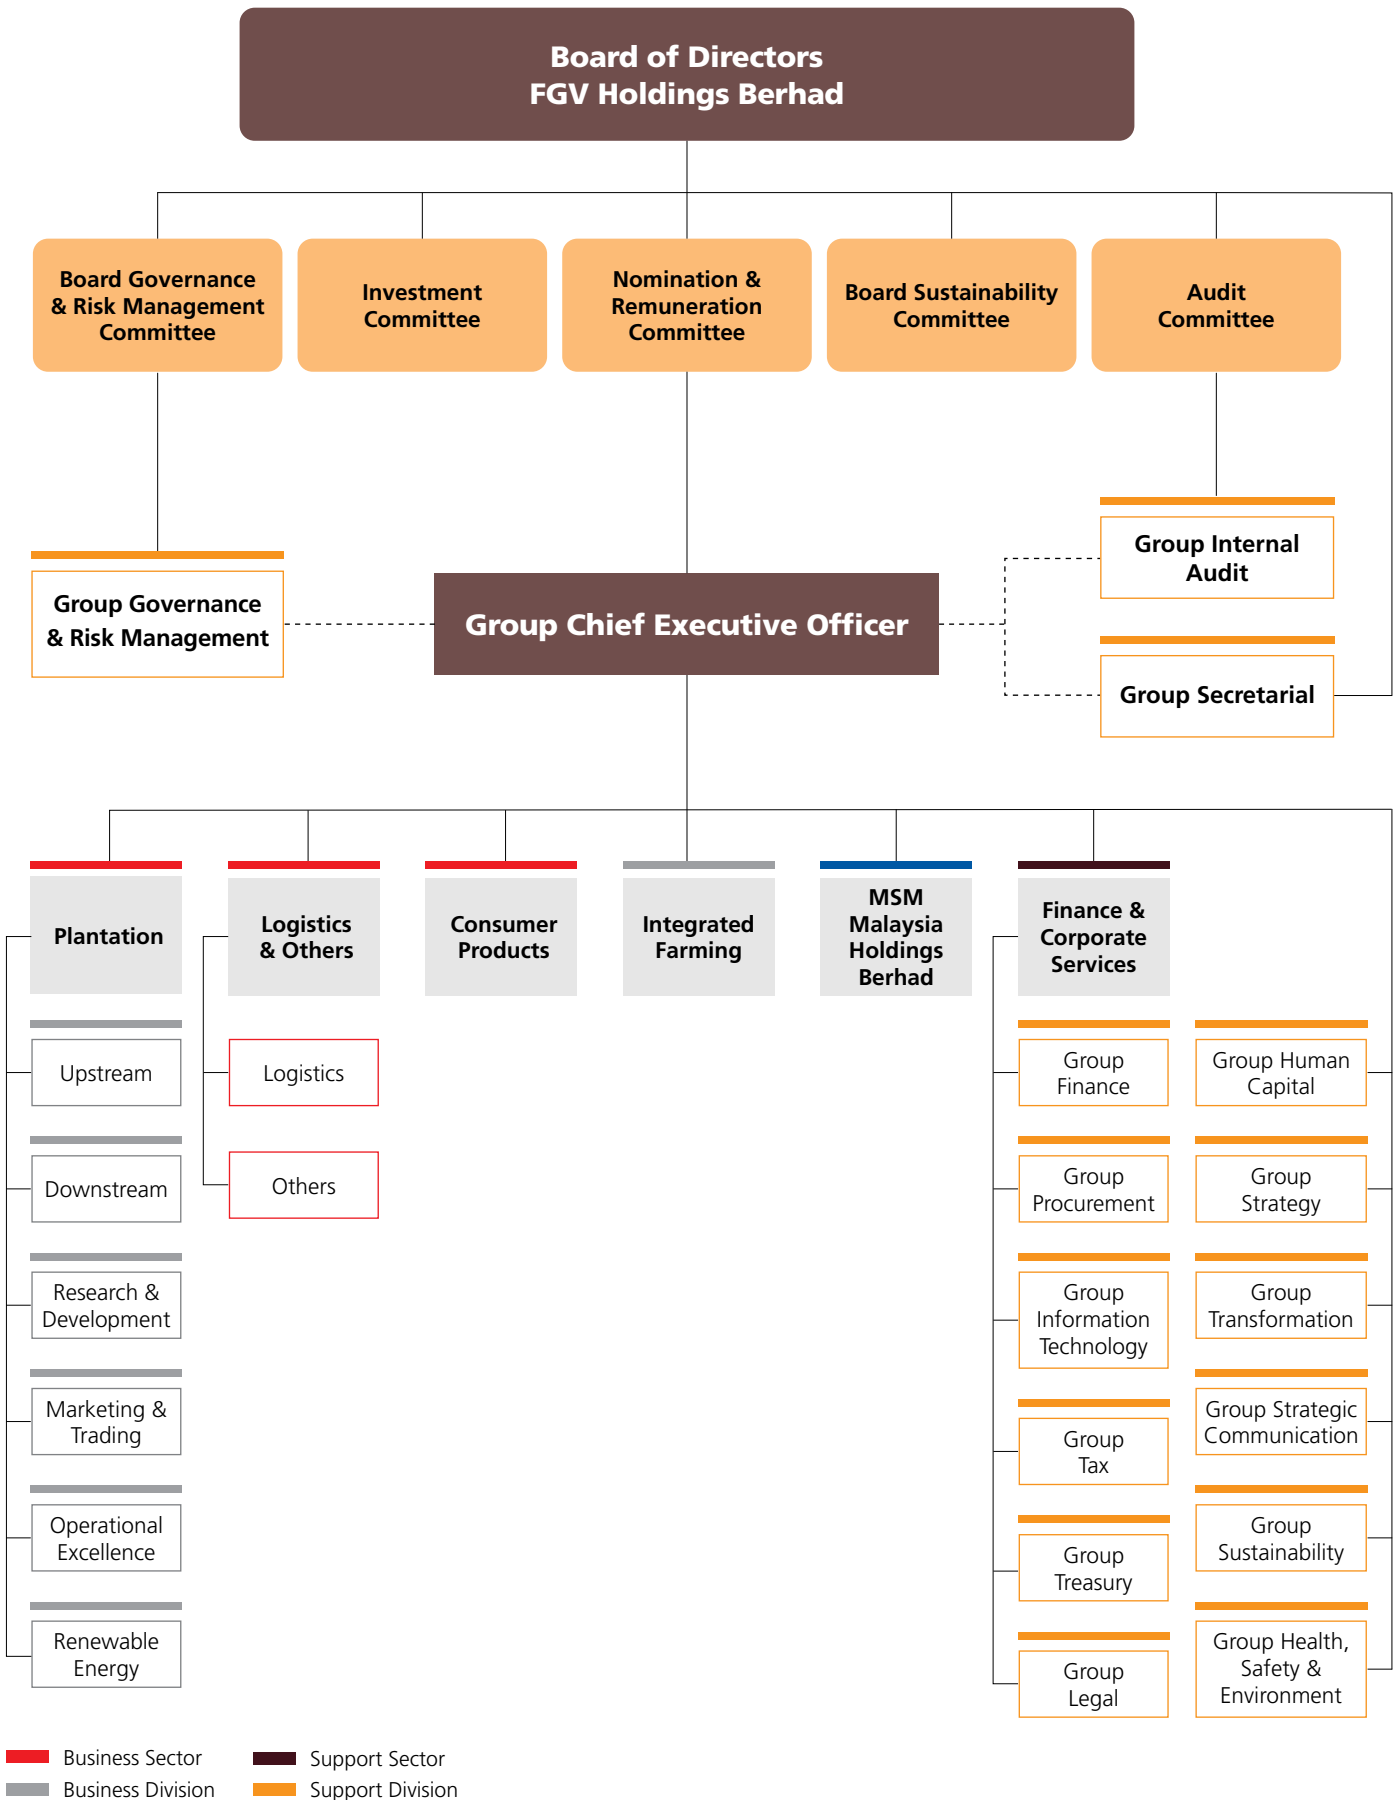 Board of Directors
FGV Holdings Berhad
Board Governance
& Risk Management
Committee
Investment
Committee
Nomination &
Remuneration
Committee
Board Sustainability
Committee
Audit
Committee
Group Internal
Audit
Group Governance
& Risk Management
Group Chief Executive Officer
Group Secretarial
Plantation
Logistics
& Others
Consumer
Products
Integrated
Farming
MSM
Malaysia
Holdings
Berhad
Finance &
Corporate
Services
Upstream
Downstream
Research &
Development
Marketing &
Trading
Operational
Excellence
Renewable
Energy
Logistics
Others
Group
Finance
Group
Procurement
Group
Information
Technology
Group
Tax
Group
Treasury
Group
Legal
Group Human
Capital
Group
Strategy
Group
Transformation
Group Strategic
Communication
Group
Sustainability
Group Health,
Safety &
Environment
Business Sector
Support Sector
Business Division
Support Division